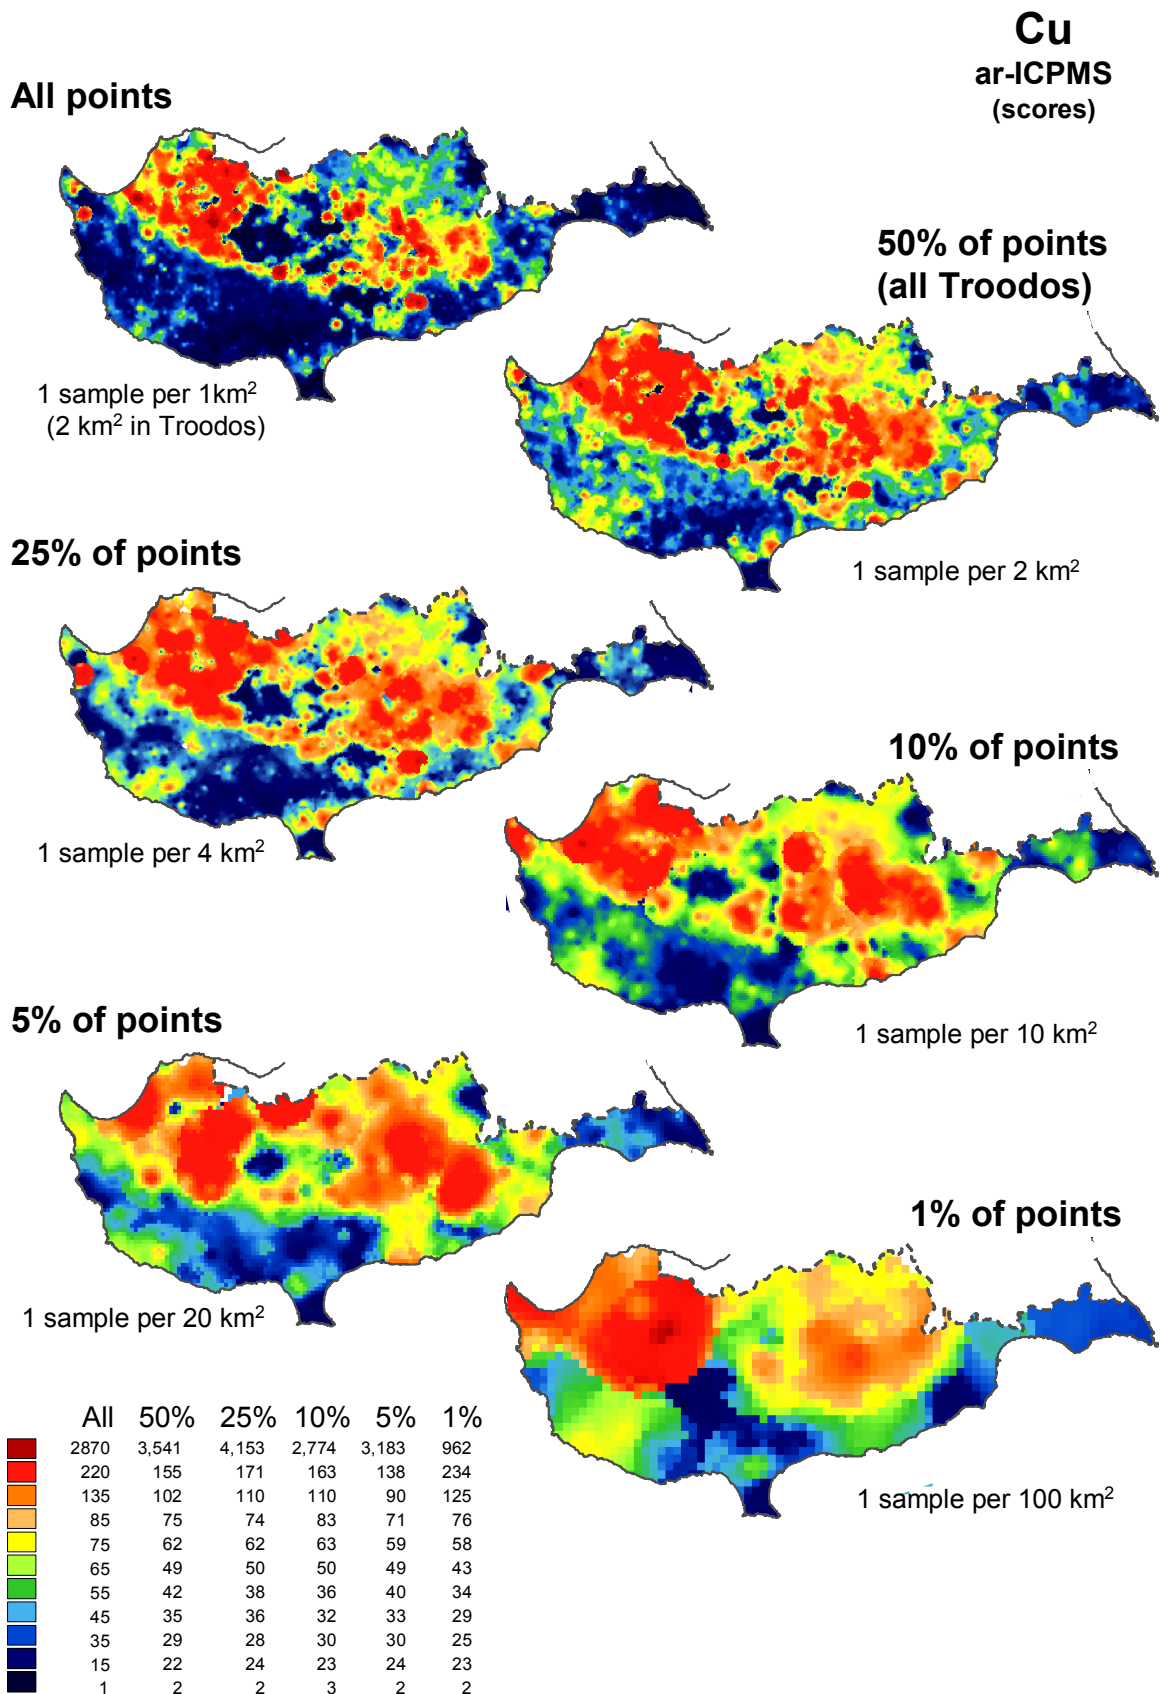 Cu
ar-ICPMS
(scores)
All points
1 sample per 1km²
(2 km² in Troodos)
50% of points
(all Troodos)
1 sample per 2 km²
25% of points
1 sample per 4 km²
10% of points
1 sample per 10 km²
5% of points
1 sample per 20 km²
1% of points
1 sample per 100 km²
All 50% 25% 10% 5% 1%
2870 3,541 4,153 2,774 3,183 962
220 155 171 163 138 234
135 102 110 110 90 125
85 75 74 83 71 76
75 62 62 63 59 58
65 49 50 50 49 43
55 42 38 36 40 34
45 35 36 32 33 29
35 29 28 30 30 25
15 22 24 23 24 23
1 2 2 3 2 2